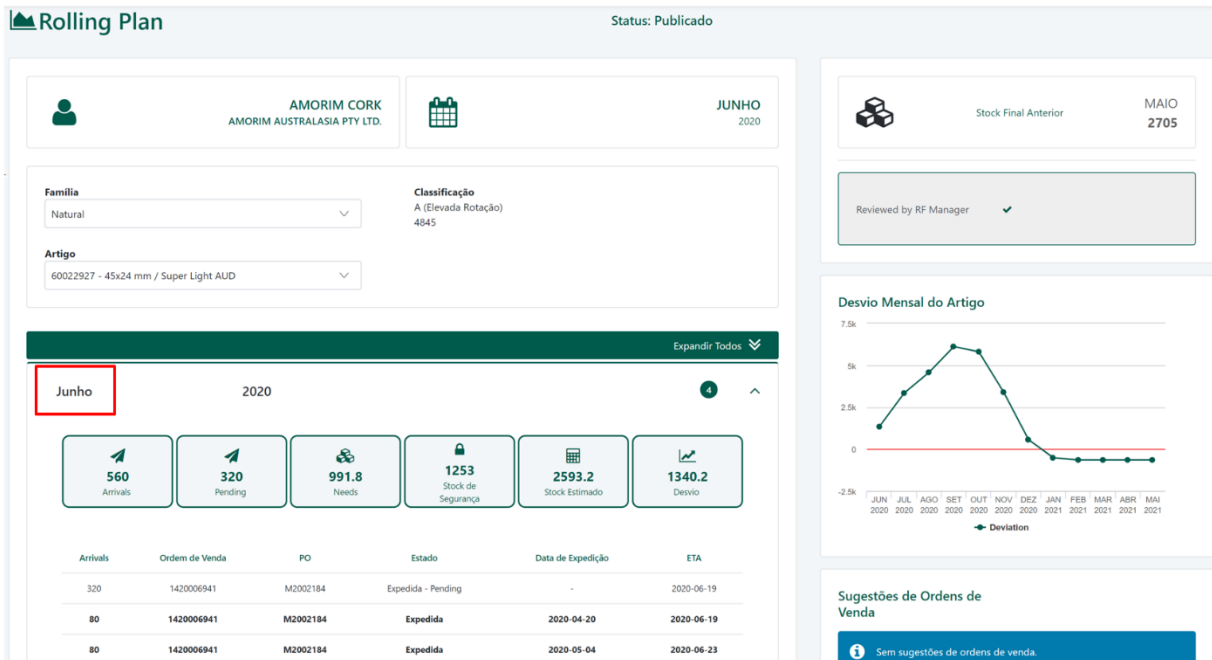 Rolling Plan
Status: Publicado
AMORIM CORK
AMORIM AUSTRALASIA PTY LTD.
JUNHO
2020
Família
Natural
Classificação
A (Elevada Rotação)
4845
Artigo
60022927 - 45x24 mm / Super Light AUD
Expandir Todos
Junho 2020 4
560 320 991.8 1253 2593.2 1340.2
Arrivals Pending Needs Stock de Segurança Stock Estimado Desvio
Arrivals Ordem de Venda PO Estado Data de Expedição ETA
320 1420006941 M2002184 Expedida - Pending - 2020-06-19
80 1420006941 M2002184 Expedida 2020-04-20 2020-06-19
80 1420006941 M2002184 Expedida 2020-05-04 2020-06-23
Stock Final Anterior
MAIO
2705
Reviewed by RF Manager
Desvio Mensal do Artigo
7.5k
5k
2.5k
0
-2.5k
JUN JUL AGO SET OUT NOV DEZ JAN FEB MAR ABR MAI
2020 2020 2020 2020 2020 2020 2020 2021 2021 2021 2021 2021
Deviation
Sugestões de Ordens de
Venda
Sem sugestões de ordens de venda.